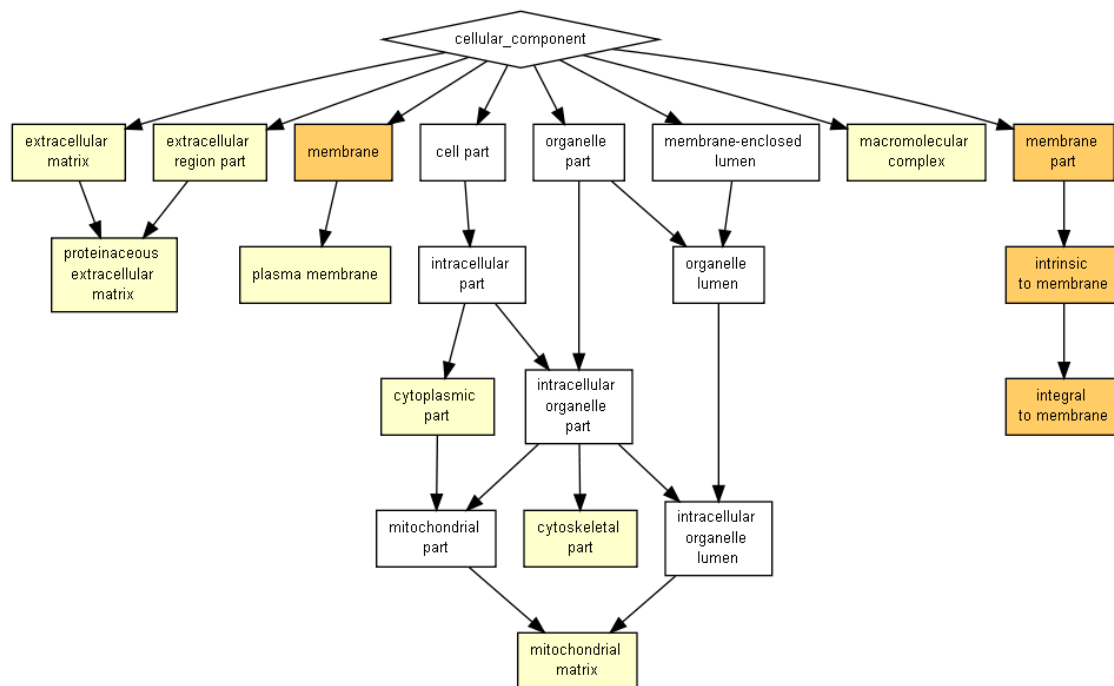 cellular_component
extracellular
matrix
extracellular
region part
membrane
cell part
organelle
part
membrane-enclosed
lumen
macromolecular
complex
membrane
part
proteinaceous
extracellular
matrix
plasma membrane
intracellular
part
organelle
lumen
intrinsic
to membrane
cytoplasmic
part
intracellular
organelle
part
integral
to membrane
mitochondrial
part
cytoskeletal
part
intracellular
organelle
lumen
mitochondrial
matrix